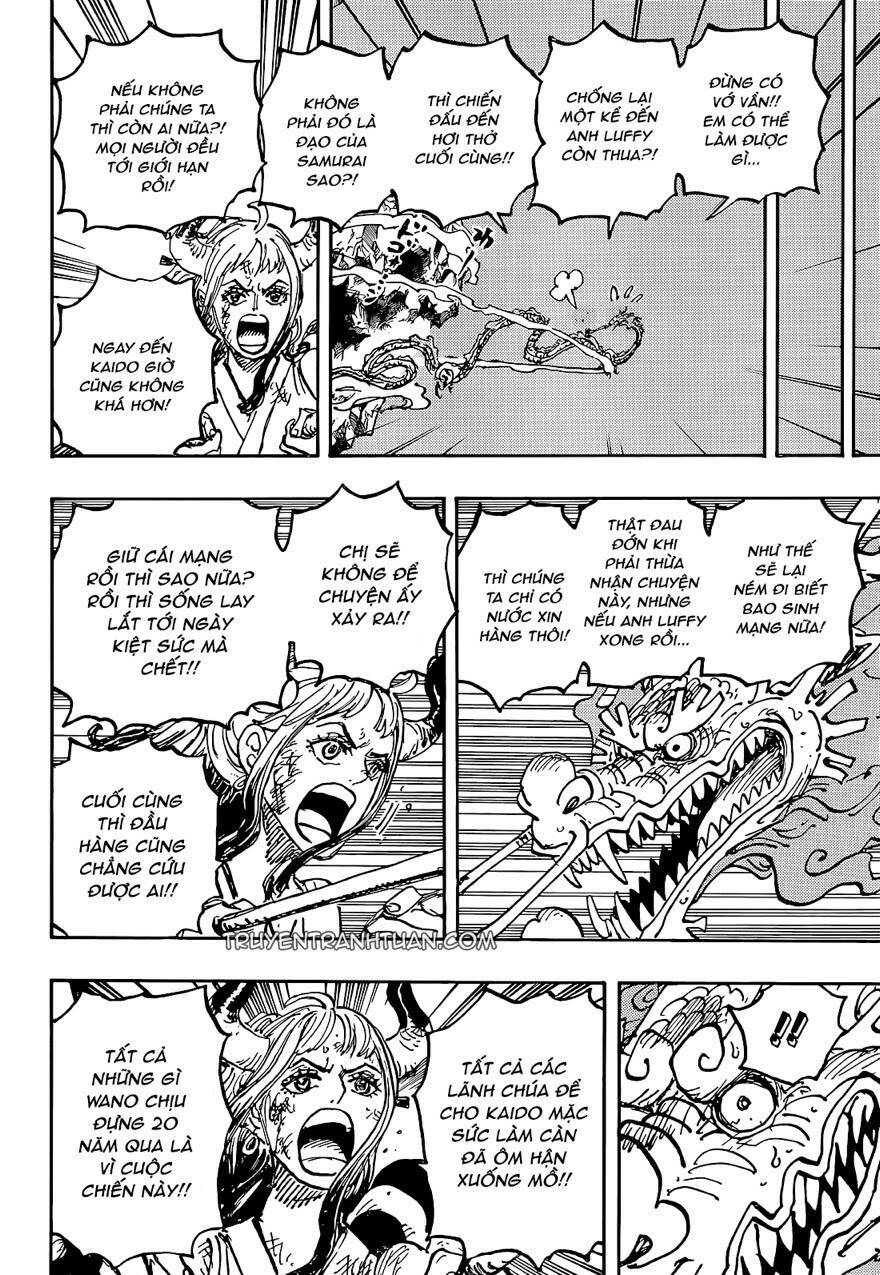 ĐỪNG CÓ
VỚ VẨN!!
EM CÓ THỂ
LÀM ĐƯỢC
GÌ...
CHỐNG LẠI
MỘT KẺ ĐẾN
ANH LUFFY
CÒN THUA?!
THÌ CHIẾN
ĐẤU ĐẾN
HƠI THỞ
CUỐI CÙNG!!
KHÔNG
PHẢI ĐÓ LÀ
ĐẠO CỦA
SAMURAI
SAO?!
NẾU KHÔNG
PHẢI CHÚNG TA
THÌ CÒN AI NỮA?!
MỌI NGƯỜI ĐỀU
TỚI GIỚI HẠN
RỒI!
NGAY ĐẾN
KAIDO GIỜ
CŨNG KHÔNG
KHÁ HƠN!
NHƯ THẾ
SẼ LẠI
NÉM ĐI BIẾT
BAO SINH
MẠNG NỮA!
THẬT ĐAU
ĐỚN KHI
PHẢI THỪA
NHẬN CHUYỆN
NÀY, NHƯNG
NẾU ANH LUFFY
XONG RỒI...
THÌ CHÚNG
TA CHỈ CÓ
NƯỚC XIN
HÀNG THÔI!
CHỊ SẼ
KHÔNG ĐỂ
CHUYỆN ẤY
XẢY RA!!
GIỮ CÁI MẠNG
RỒI THÌ SAO NỮA?
RỒI THÌ SỐNG LAY
LẮT TỚI NGÀY
KIỆT SỨC MÀ
CHẾT!!
CUỐI CÙNG
THÌ ĐẦU
HÀNG CŨNG
CHẲNG CỨU
ĐƯỢC AI!!
TRUYENTRANHTUAN.COM
!!
TẤT CẢ CÁC
LÃNH CHÚA ĐỂ
CHO KAIDO MẶC
SỨC LÀM CÀN
ĐÃ ÔM HẬN
XUỐNG MỒ!!
TẤT CẢ
NHỮNG GÌ
WANO CHỊU
ĐỰNG 20
NĂM QUA LÀ
VÌ CUỘC
CHIẾN NÀY!!